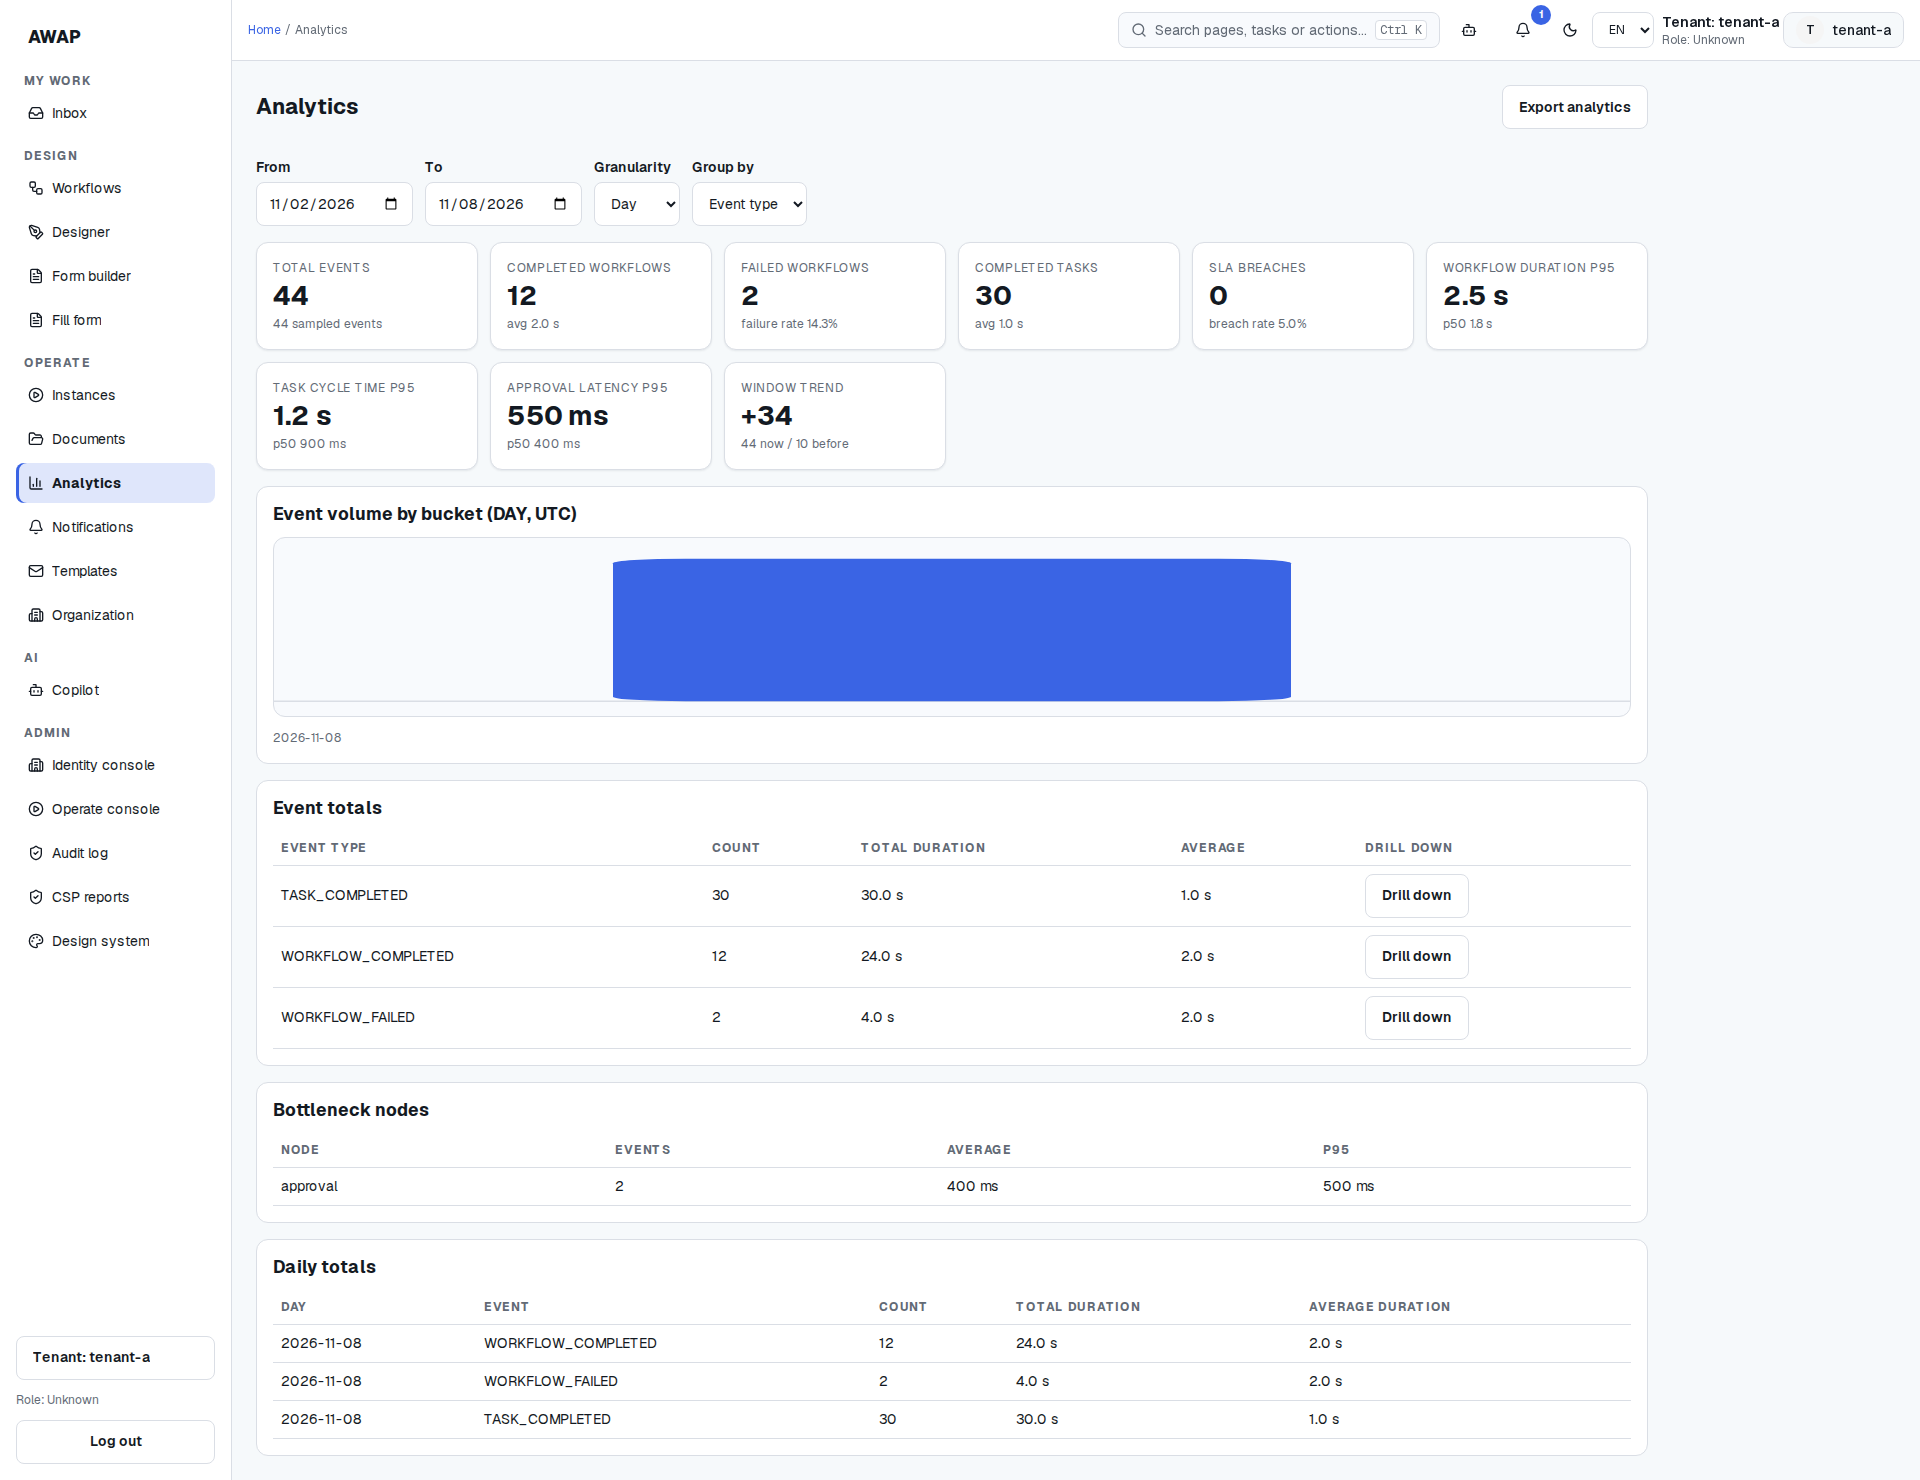 AWAP
MY WORK
Inbox
DESIGN
Workflows
Designer
Form builder
Fill form
OPERATE
Instances
Documents
Analytics
Notifications
Templates
Organization
AI
Copilot
ADMIN
Identity console
Operate console
Audit log
CSP reports
Design system
Tenant: tenant-a
Role: Unknown
Log out
Home / Analytics
Search pages, tasks or actions... Ctrl K
1
EN
Tenant: tenant-a
Role: Unknown
T tenant-a
Analytics
Export analytics
From To Granularity Group by
11/02/2026 11/08/2026 Day Event type
TOTAL EVENTS
44
44 sampled events
COMPLETED WORKFLOWS
12
avg 2.0 s
FAILED WORKFLOWS
2
failure rate 14.3%
COMPLETED TASKS
30
avg 1.0 s
SLA BREACHES
0
breach rate 5.0%
WORKFLOW DURATION P95
2.5 s
p50 1.8 s
TASK CYCLE TIME P95
1.2 s
p50 900 ms
APPROVAL LATENCY P95
550 ms
p50 400 ms
WINDOW TREND
+34
44 now / 10 before
Event volume by bucket (DAY, UTC)
2026-11-08
Event totals
EVENT TYPE COUNT TOTAL DURATION AVERAGE DRILL DOWN
TASK_COMPLETED 30 30.0 s 1.0 s Drill down
WORKFLOW_COMPLETED 12 24.0 s 2.0 s Drill down
WORKFLOW_FAILED 2 4.0 s 2.0 s Drill down
Bottleneck nodes
NODE EVENTS AVERAGE P95
approval 2 400 ms 500 ms
Daily totals
DAY EVENT COUNT TOTAL DURATION AVERAGE DURATION
2026-11-08 WORKFLOW_COMPLETED 12 24.0 s 2.0 s
2026-11-08 WORKFLOW_FAILED 2 4.0 s 2.0 s
2026-11-08 TASK_COMPLETED 30 30.0 s 1.0 s